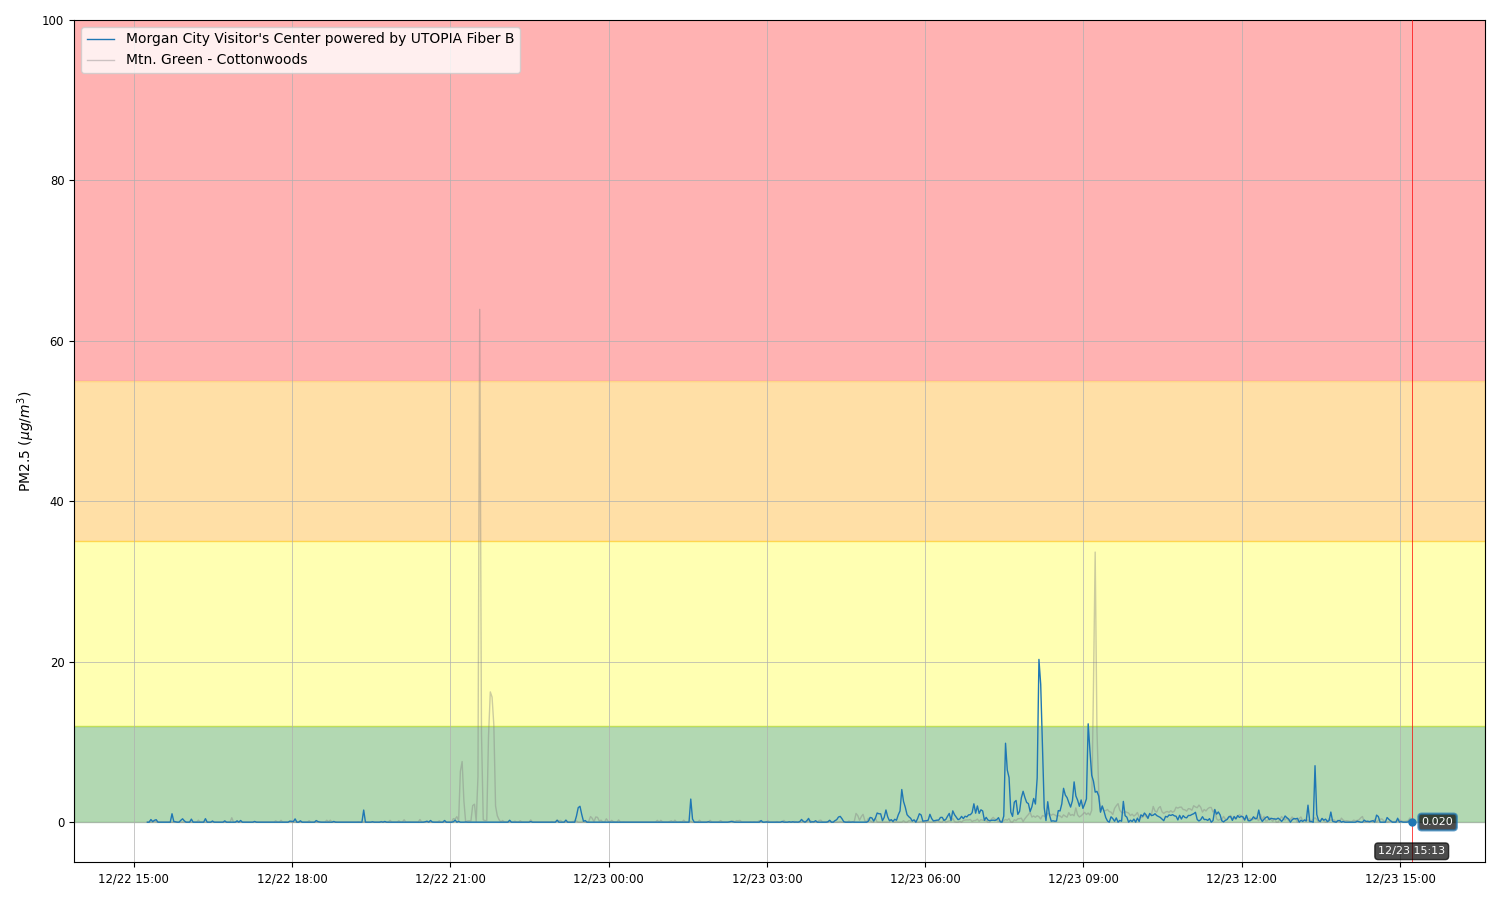 100
80
60
40
20
0
PM2.5 (μg/m³)
Morgan City Visitor's Center powered by UTOPIA Fiber B
Mtn. Green - Cottonwoods
0.020
12/23 15:13
12/22 15:00 12/22 18:00 12/22 21:00 12/23 00:00 12/23 03:00 12/23 06:00 12/23 09:00 12/23 12:00 12/23 15:00